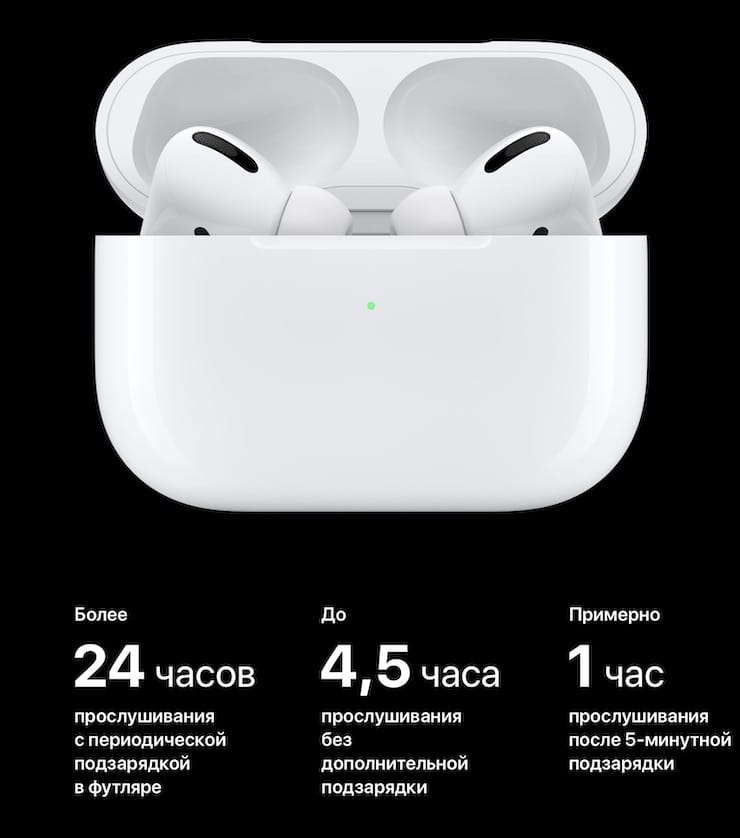 Более
24 часов
прослушивания
с периодической
подзарядкой
в футляре
До
4,5 часа
прослушивания
без
дополнительной
подзарядки
Примерно
1 час
прослушивания
после 5-минутной
подзарядки